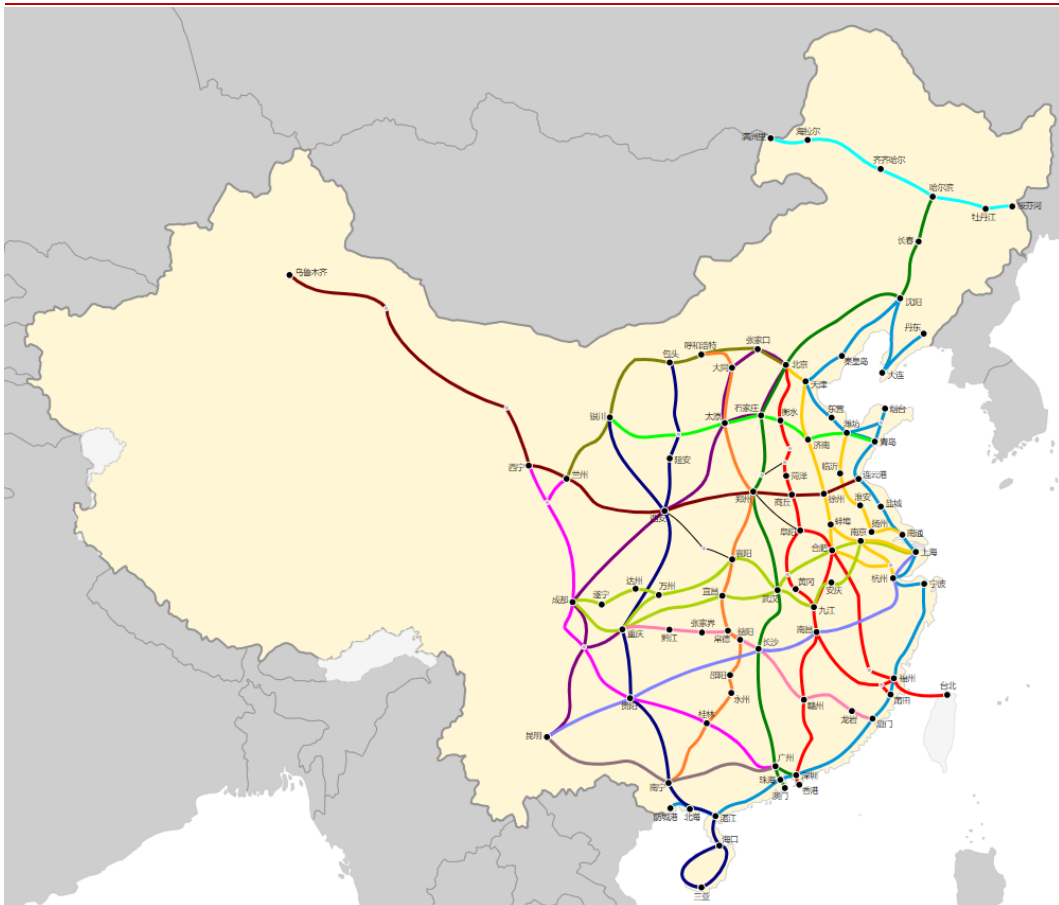 满洲里
海拉尔
齐齐哈尔
哈尔滨
绥芬河
牡丹江
长春
乌鲁木齐
沈阳
丹东
呼和浩特
张家口
包头
大同
北京
秦皇岛
天津
大连
银川
太原
石家庄
衡水
东营
烟台
潍坊
济南
青岛
延安
临沂
西宁
兰州
菏泽
连云港
郑州
商丘
徐州
淮安
盐城
西安
阜阳
蚌埠
扬州
南京
南通
合肥
上海
襄阳
杭州
宁波
达州
万州
黄冈
安庆
成都
遂宁
宜昌
武汉
九江
重庆
黔江
张家界
常德
益阳
长沙
南昌
邵阳
福州
台北
贵阳
永州
赣州
莆田
龙岩
厦门
桂林
昆明
广州
南宁
珠海
深圳
澳门
香港
防城港
北海
湛江
海口
三亚